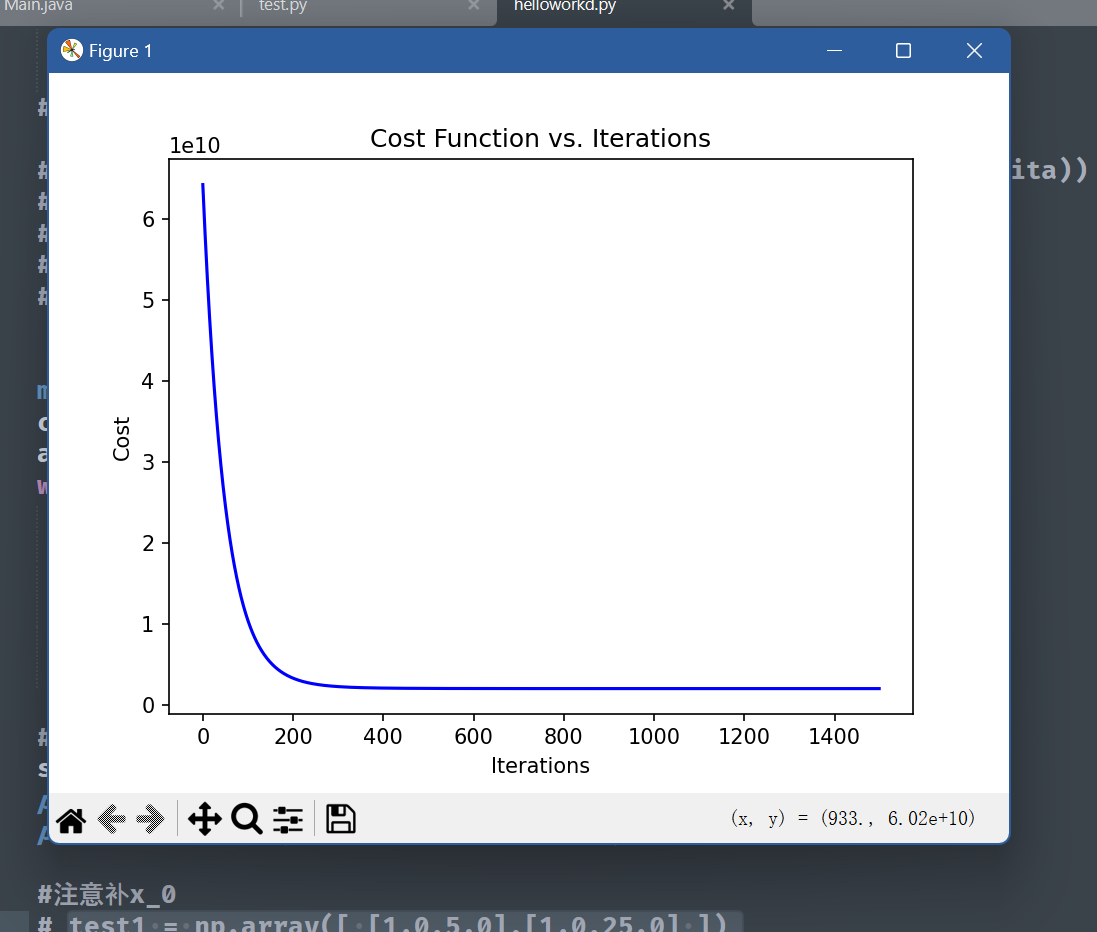 Main.java
test.py
helloworkd.py
Figure 1
#
ita))
#
#
#
#
#
Cost Function vs. Iterations
1e10
6
5
4
3
2
1
0
Cost
0 200 400 600 800 1000 1200 1400
Iterations
(x, y) = (933., 6.02e+10)
#
#注意补x_0
# test1 = np.array([ [1.0,5.0],[1.0,25.0] ])